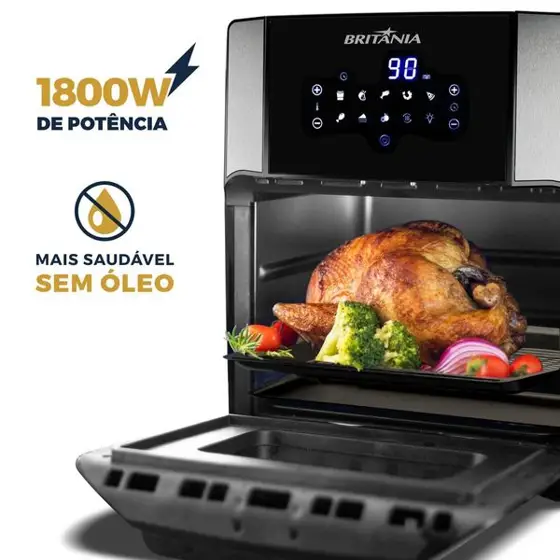 BRITÂNIA
90
1800W
DE POTÊNCIA
MAIS SAUDÁVEL
SEM ÓLEO